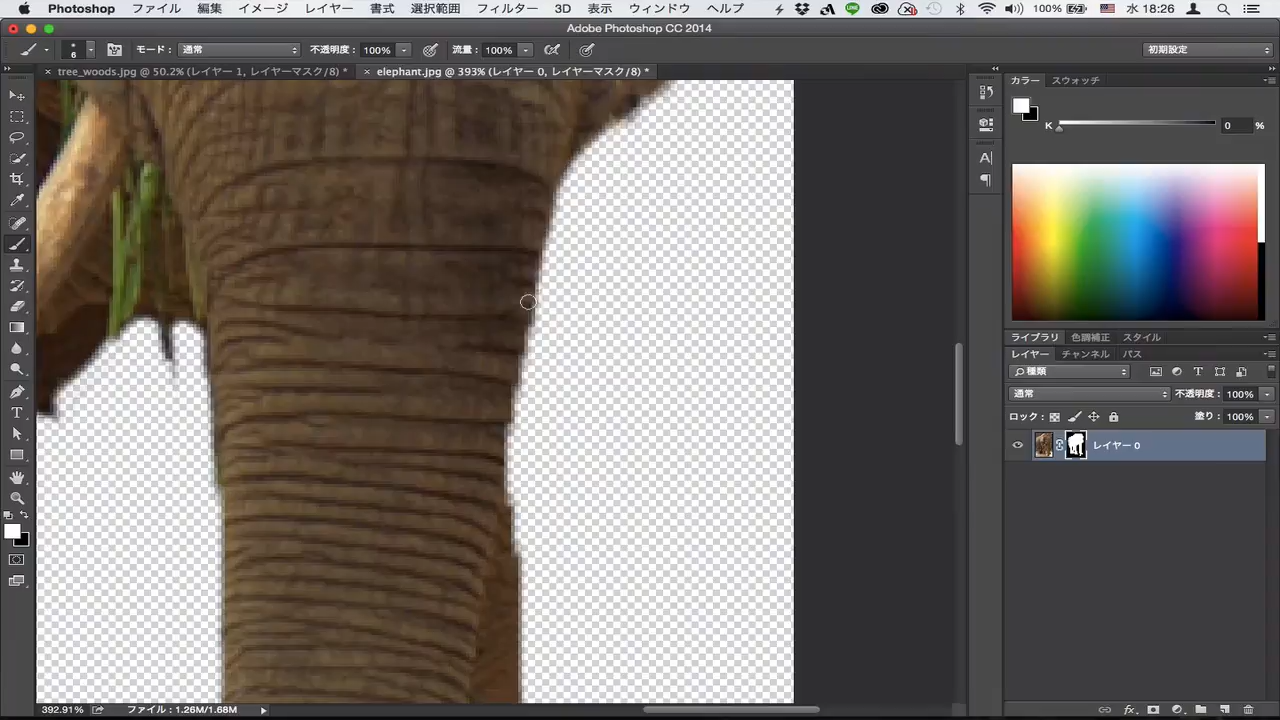 Photoshop ファイル 編集 イメージ レイヤー 書式 選択範囲 フィルター 3D 表示 ウィンドウ ヘルプ 100% 水 18:26
Adobe Photoshop CC 2014
6 モード： 通常 不透明度： 100% 流量： 100% 初期設定
× tree_woods.jpg @ 50.2% (レイヤー 1, レイヤーマスク/8) * × elephant.jpg @ 393% (レイヤー 0, レイヤーマスク/8) *
カラー スウォッチ
K 0 %
ライブラリ 色調補正 スタイル
レイヤー チャンネル パス
種類
通常 不透明度： 100%
ロック： 塗り： 100%
レイヤー 0
392.91% ファイル：1.26M/1.68M